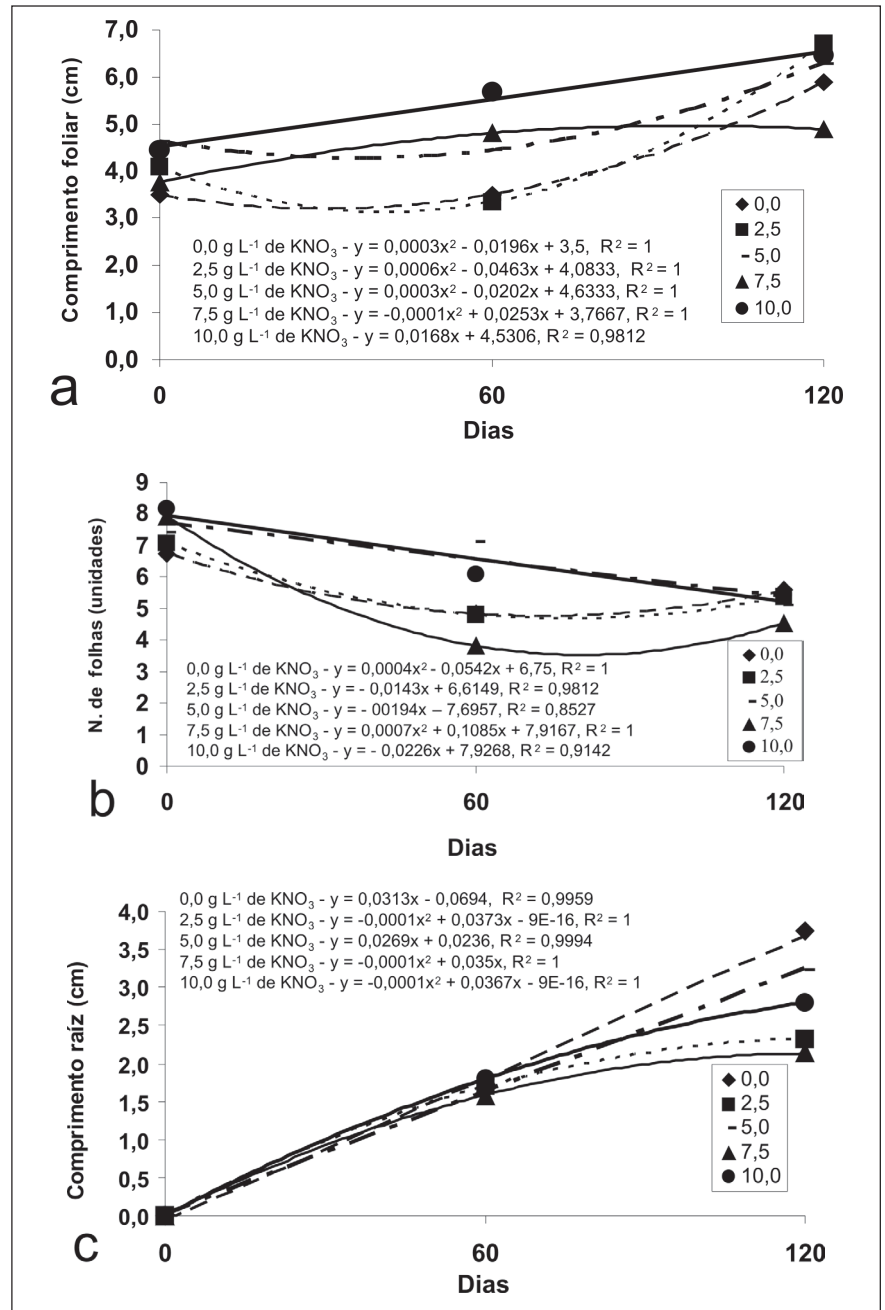 Comprimento foliar (cm)
7,0
6,0
5,0
4,0
3,0
2,0
1,0
0,0
0,0 g L-1 de KNO3 - y = 0,0003x2 - 0,0196x + 3,5, R2 = 1
2,5 g L-1 de KNO3 - y = 0,0006x2 - 0,0463x + 4,0833, R2 = 1
5,0 g L-1 de KNO3 - y = 0,0003x2 - 0,0202x + 4,6333, R2 = 1
7,5 g L-1 de KNO3 - y = -0,0001x2 + 0,0253x + 3,7667, R2 = 1
10,0 g L-1 de KNO3 - y = 0,0168x + 4,5306, R2 = 0,9812
0,0
2,5
5,0
7,5
10,0
0 60 120
a
Dias
N. de folhas (unidades)
9
8
7
6
5
4
3
2
1
0
0,0 g L-1 de KNO3 - y = 0,0004x2 - 0,0542x + 6,75, R2 = 1
2,5 g L-1 de KNO3 - y = - 0,0143x + 6,6149, R2 = 0,9812
5,0 g L-1 de KNO3 - y = - 00194x – 7,6957, R2 = 0,8527
7,5 g L-1 de KNO3 - y = 0,0007x2 + 0,1085x + 7,9167, R2 = 1
10,0 g L-1 de KNO3 - y = - 0,0226x + 7,9268, R2 = 0,9142
0,0
2,5
5,0
7,5
10,0
0 60 120
b
Dias
Comprimento raíz (cm)
0,0 g L-1 de KNO3 - y = 0,0313x - 0,0694, R2 = 0,9959
2,5 g L-1 de KNO3 - y = -0,0001x2 + 0,0373x - 9E-16, R2 = 1
5,0 g L-1 de KNO3 - y = 0,0269x + 0,0236, R2 = 0,9994
7,5 g L-1 de KNO3 - y = -0,0001x2 + 0,035x, R2 = 1
10,0 g L-1 de KNO3 - y = -0,0001x2 + 0,0367x - 9E-16, R2 = 1
4,0
3,5
3,0
2,5
2,0
1,5
1,0
0,5
0,0
0,0
2,5
5,0
7,5
10,0
0 60 120
c
Dias